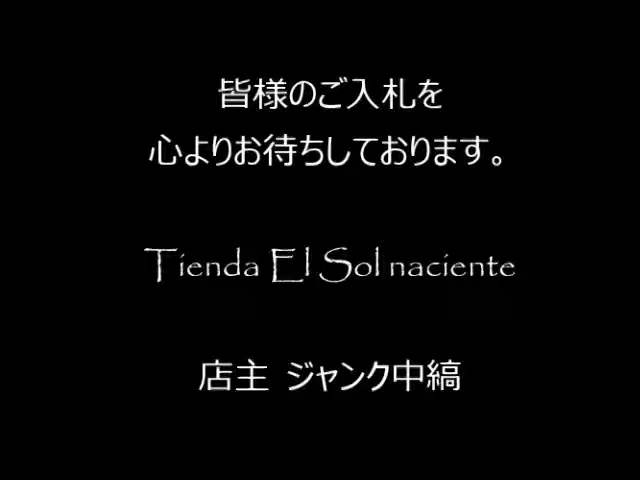 皆様のご入札を
心よりお待ちしております。
Tienda El Sol naciente
店主 ジャンク中縞